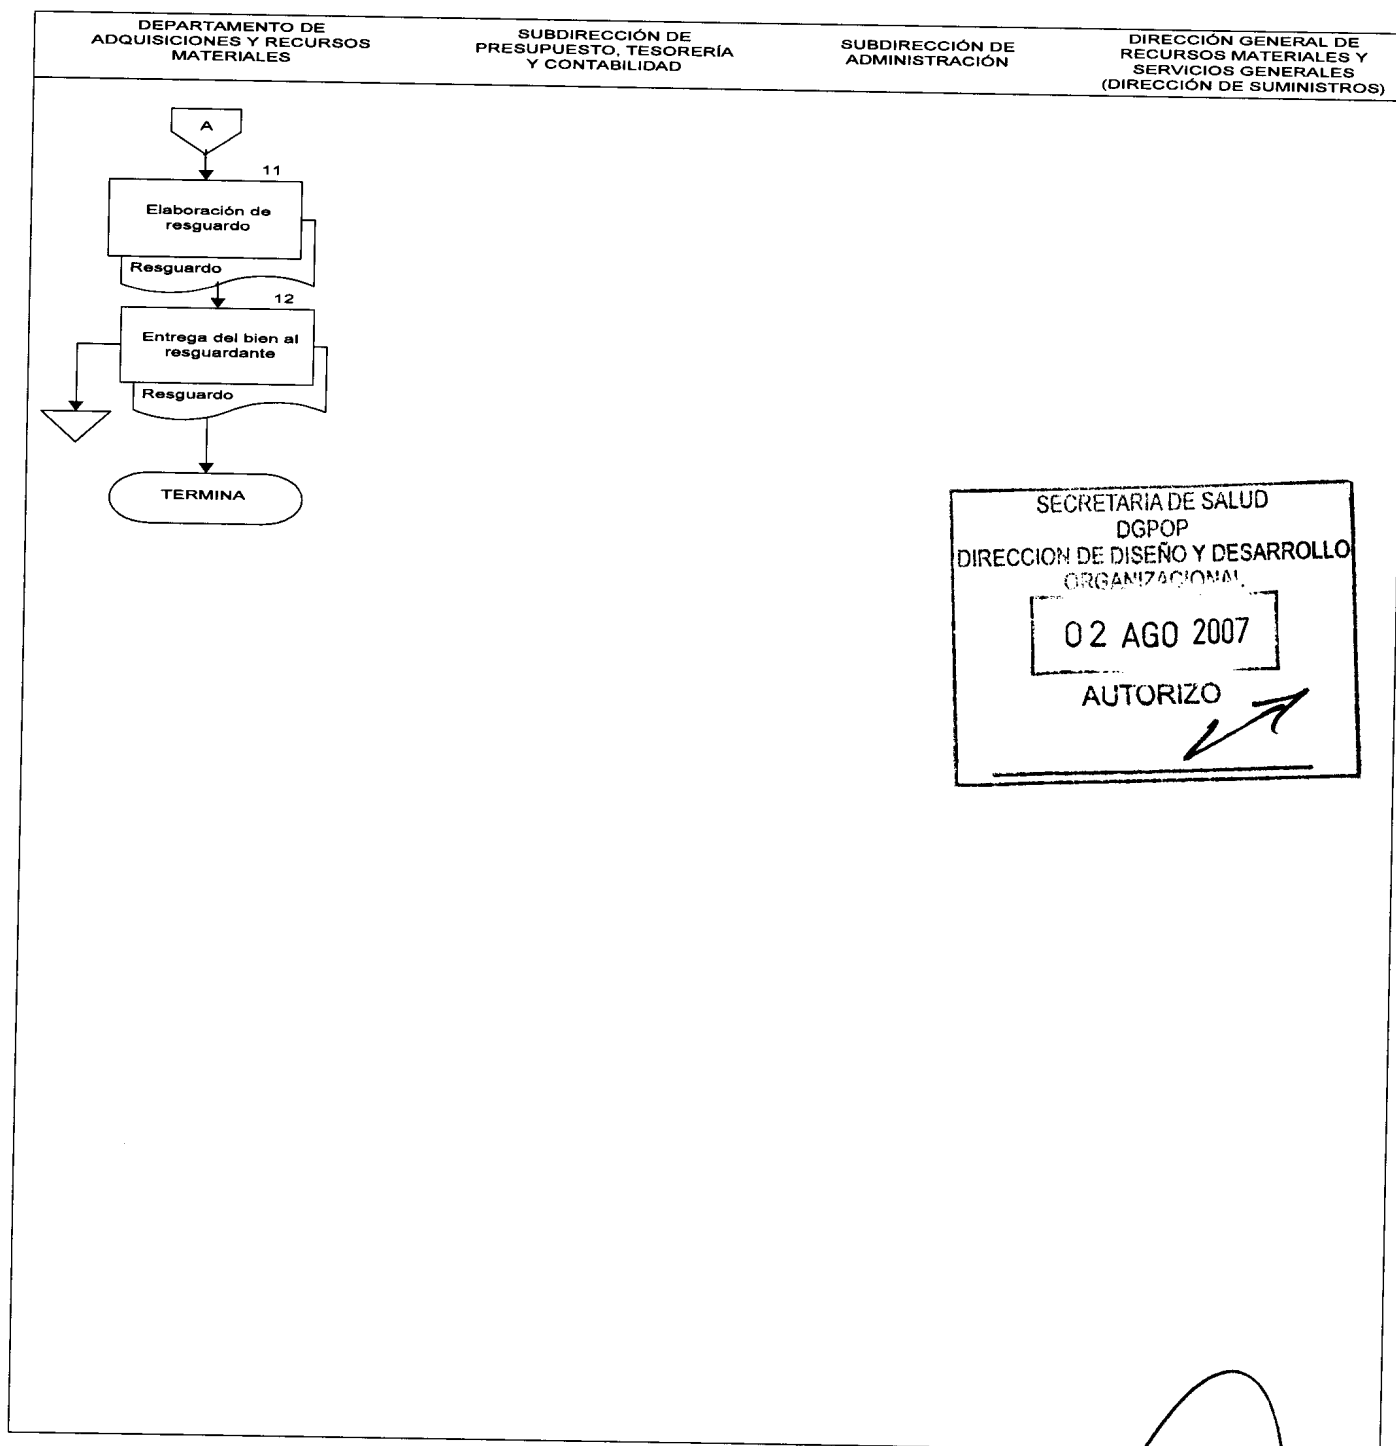 DEPARTAMENTO DE
ADQUISICIONES Y RECURSOS
MATERIALES
SUBDIRECCIÓN DE
PRESUPUESTO, TESORERÍA
Y CONTABILIDAD
SUBDIRECCIÓN DE
ADMINISTRACIÓN
DIRECCIÓN GENERAL DE
RECURSOS MATERIALES Y
SERVICIOS GENERALES
(DIRECCIÓN DE SUMINISTROS)
A
11
Elaboración de
resguardo
Resguardo
12
Entrega del bien al
resguardante
Resguardo
TERMINA
SECRETARIA DE SALUD
DGPOP
DIRECCION DE DISEÑO Y DESARROLLO
ORGANIZACIONAL
02 AGO 2007
AUTORIZO